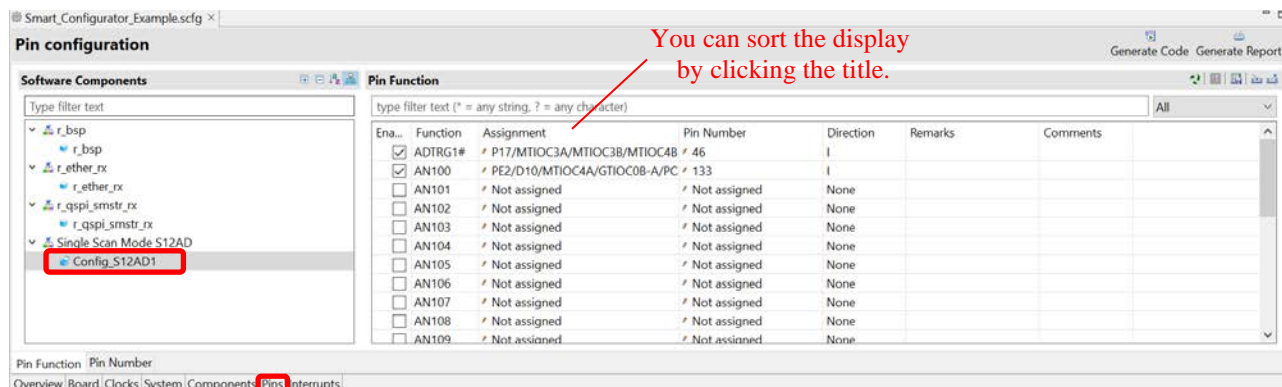 Smart_Configurator_Example.scfg
Pin configuration
You can sort the display
by clicking the title.
Generate Code Generate Report
Software Components
Pin Function
Type filter text
type filter text (* = any string, ? = any character)
All
r_bsp
r_bsp
r_ether_rx
r_ether_rx
r_qspi_smstr_rx
r_qspi_smstr_rx
Single Scan Mode S12AD
Config_S12AD1
Ena... Function Assignment Pin Number Direction Remarks Comments
ADTRG1# P17/MTIOC3A/MTIOC3B/MTIOC4B 46 I
AN100 PE2/D10/MTIOC4A/GTIOC0B-A/PC 133 I
AN101 Not assigned Not assigned None
AN102 Not assigned Not assigned None
AN103 Not assigned Not assigned None
AN104 Not assigned Not assigned None
AN105 Not assigned Not assigned None
AN106 Not assigned Not assigned None
AN107 Not assigned Not assigned None
AN108 Not assigned Not assigned None
AN109 Not assigned Not assigned None
Pin Function Pin Number
Overview Board Clocks System Components Pins Interrupts